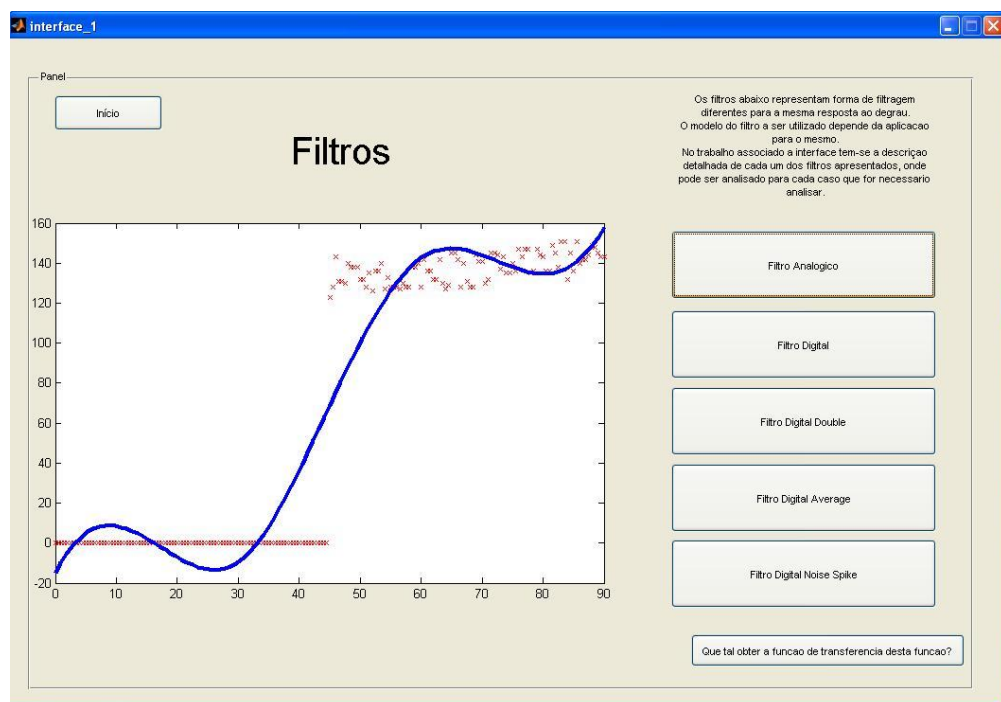 interface_1
Panel
Início
Filtros
Os filtros abaixo representam forma de filtragem
diferentes para a mesma resposta ao degrau.
O modelo do filtro a ser utilizado depende da aplicacao
para o mesmo.
No trabalho associado a interface tem-se a descriçao
detalhada de cada um dos filtros apresentados, onde
pode ser analisado para cada caso que for necessario
analisar.
160
140
120
100
80
60
40
20
0
-20
0 10 20 30 40 50 60 70 80 90
Filtro Analogico
Filtro Digital
Filtro Digital Double
Filtro Digital Average
Filtro Digital Noise Spike
Que tal obter a funcao de transferencia desta funcao?